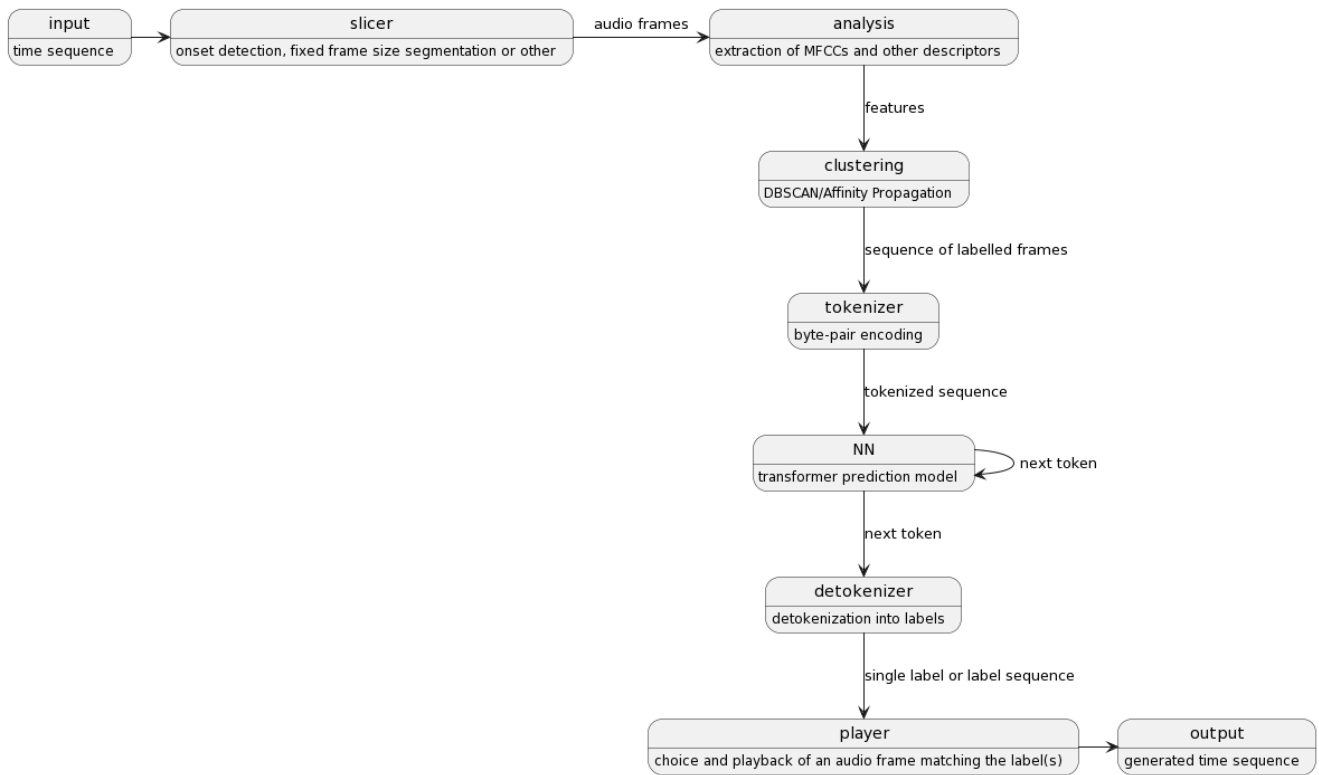 input
time sequence
slicer
onset detection, fixed frame size segmentation or other
audio frames
analysis
extraction of MFCCs and other descriptors
features
clustering
DBSCAN/Affinity Propagation
sequence of labelled frames
tokenizer
byte-pair encoding
tokenized sequence
NN
transformer prediction model
next token
next token
detokenizer
detokenization into labels
single label or label sequence
player
choice and playback of an audio frame matching the label(s)
output
generated time sequence